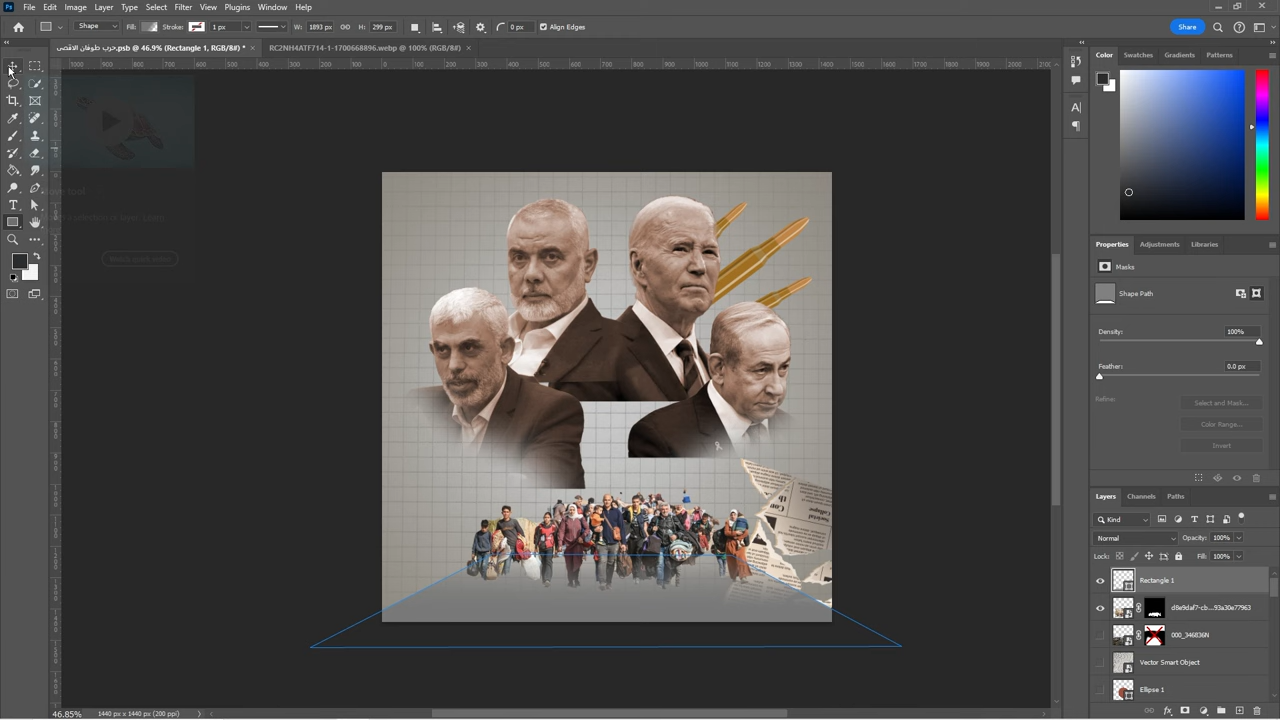 File Edit Image Layer Type Select Filter View Plugins Window Help
Shape Fill: Stroke: 1 px W: 1893 px H: 299 px 0 px Align Edges Share
حرب طوفان الاقصى.psb @ 46.9% (Rectangle 1, RGB/8#) *
RC2NH4ATF714-1-1700668896.webp @ 100% (RGB/8#)
Color Swatches Gradients Patterns
Properties Adjustments Libraries
Masks
Shape Path
Density: 100%
Feather: 0.0 px
Refine: Select and Mask...
Color Range...
Invert
Layers Channels Paths
Kind
Normal Opacity: 100%
Lock: Fill: 100%
Rectangle 1
d8e9daf7-cb...93a30e77963
000_346836N
Vector Smart Object
Ellipse 1
46.85% 1440 px x 1440 px (200 ppi)